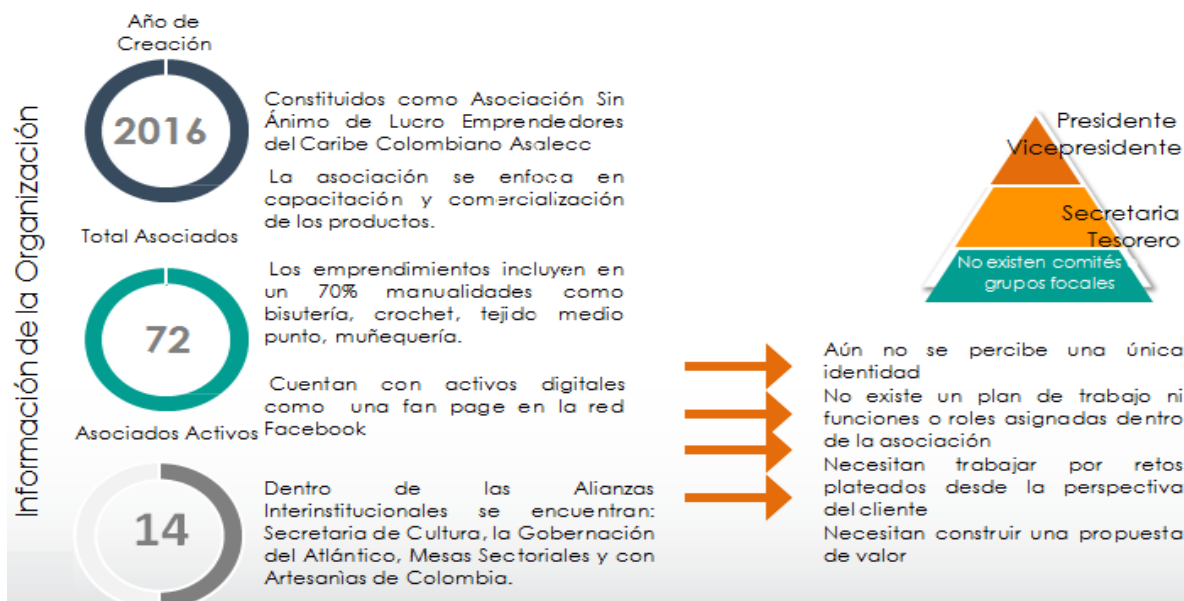 Información de la Organización
Año de
Creación
2016
Total Asociados
72
Asociados Activos
14
Constituidos como Asociación Sin
Ánimo de Lucro Emprendedores
del Caribe Colombiano Asalecc
La asociación se enfoca en
capacitación y comercialización
de los productos.
Los emprendimientos incluyen en
un 70% manualidades como
bisutería, crochet, tejido medio
punto, muñequería.
Cuentan con activos digitales
como una fan page en la red
Facebook
Dentro de las Alianzas
Interinstitucionales se encuentran:
Secretaria de Cultura, la Gobernación
del Atlántico, Mesas Sectoriales y con
Artesanìas de Colombia.
Presidente
Vicepresidente
Secretaria
Tesorero
No existen comités
grupos focales
Aún no se percibe una única
identidad
No existe un plan de trabajo ni
funciones o roles asignadas dentro
de la asociación
Necesitan trabajar por retos
plateados desde la perspectiva
del cliente
Necesitan construir una propuesta
de valor